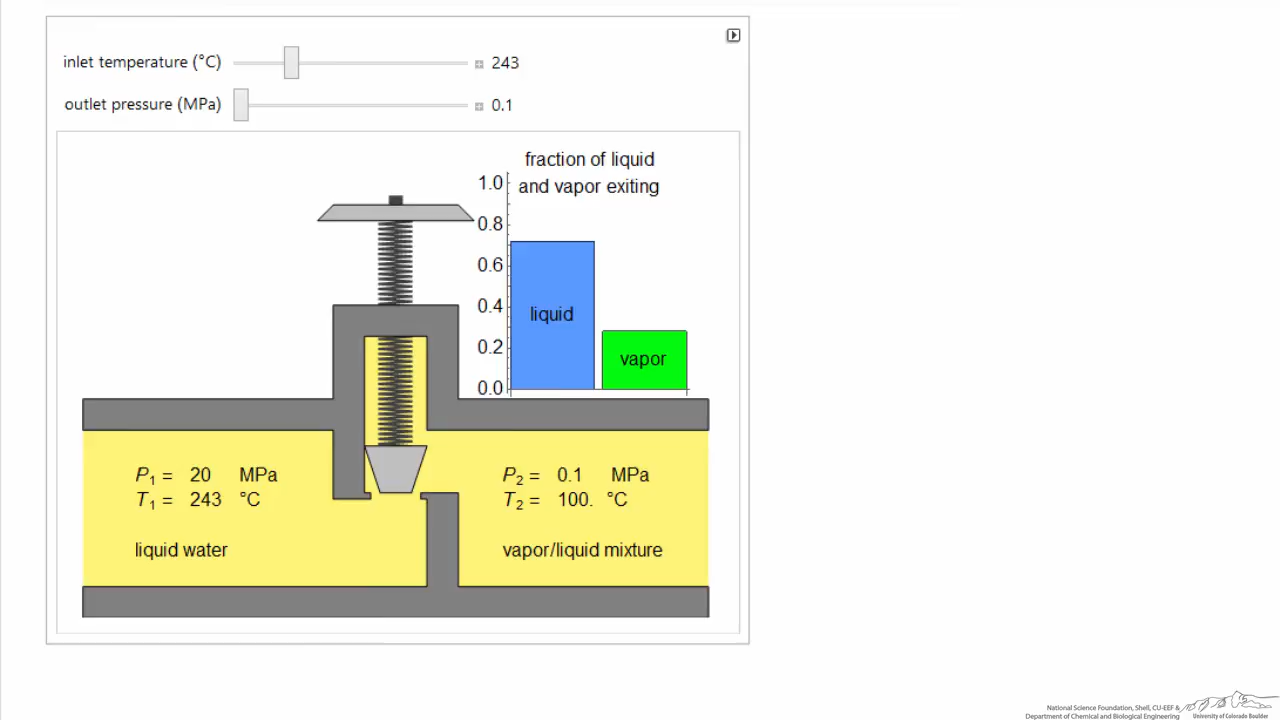 inlet temperature (°C) 243
outlet pressure (MPa) 0.1
fraction of liquid
and vapor exiting
1.0
0.8
0.6
0.4
0.2
0.0
liquid
vapor
P₁ = 20 MPa
T₁ = 243 °C
liquid water
P₂ = 0.1 MPa
T₂ = 100. °C
vapor/liquid mixture
National Science Foundation, Shell, CU-EEF &
Department of Chemical and Biological Engineering
University of Colorado Boulder